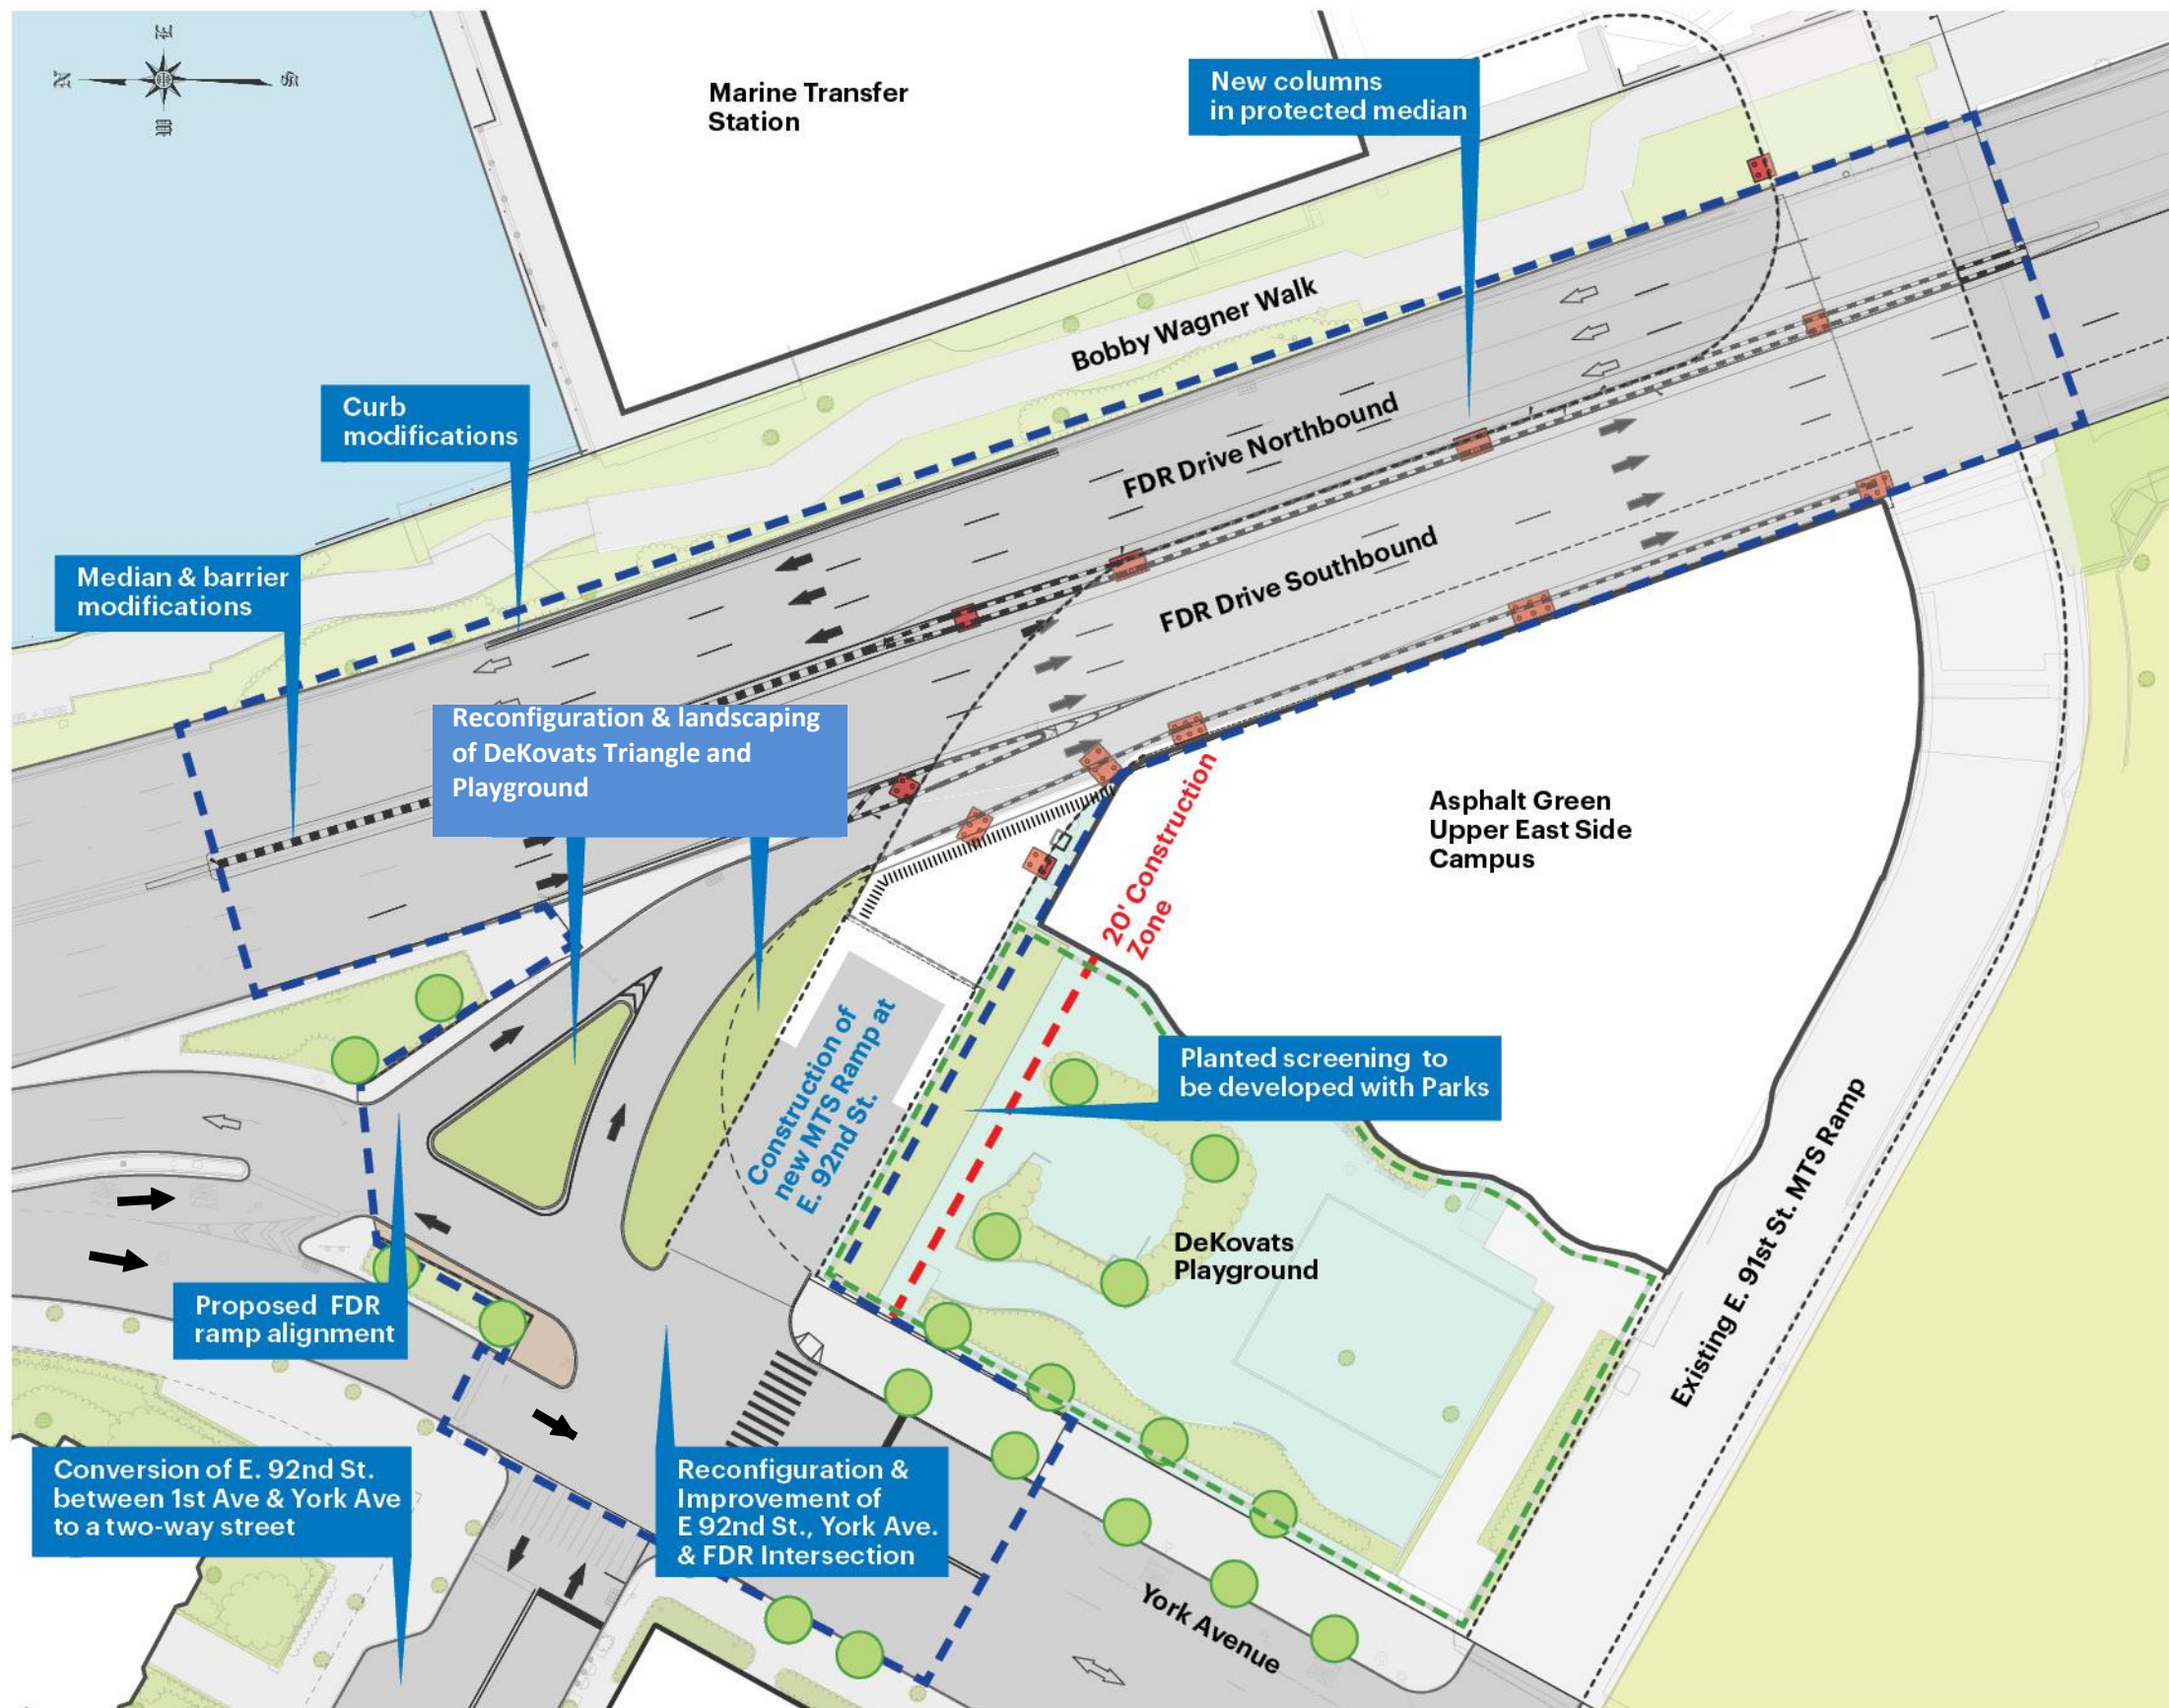 N
E
S
W
Marine Transfer
Station
New columns
in protected median
Bobby Wagner Walk
Curb
modifications
FDR Drive Northbound
FDR Drive Southbound
Median & barrier
modifications
Reconfiguration & landscaping
of DeKovats Triangle and
Playground
20' Construction
Zone
Asphalt Green
Upper East Side
Campus
Construction of
new MTS Ramp at
E. 92nd St.
Planted screening to
be developed with Parks
DeKovats
Playground
Existing E. 91st St. MTS Ramp
Proposed FDR
ramp alignment
Conversion of E. 92nd St.
between 1st Ave & York Ave
to a two-way street
Reconfiguration &
Improvement of
E 92nd St., York Ave.
& FDR Intersection
York Avenue